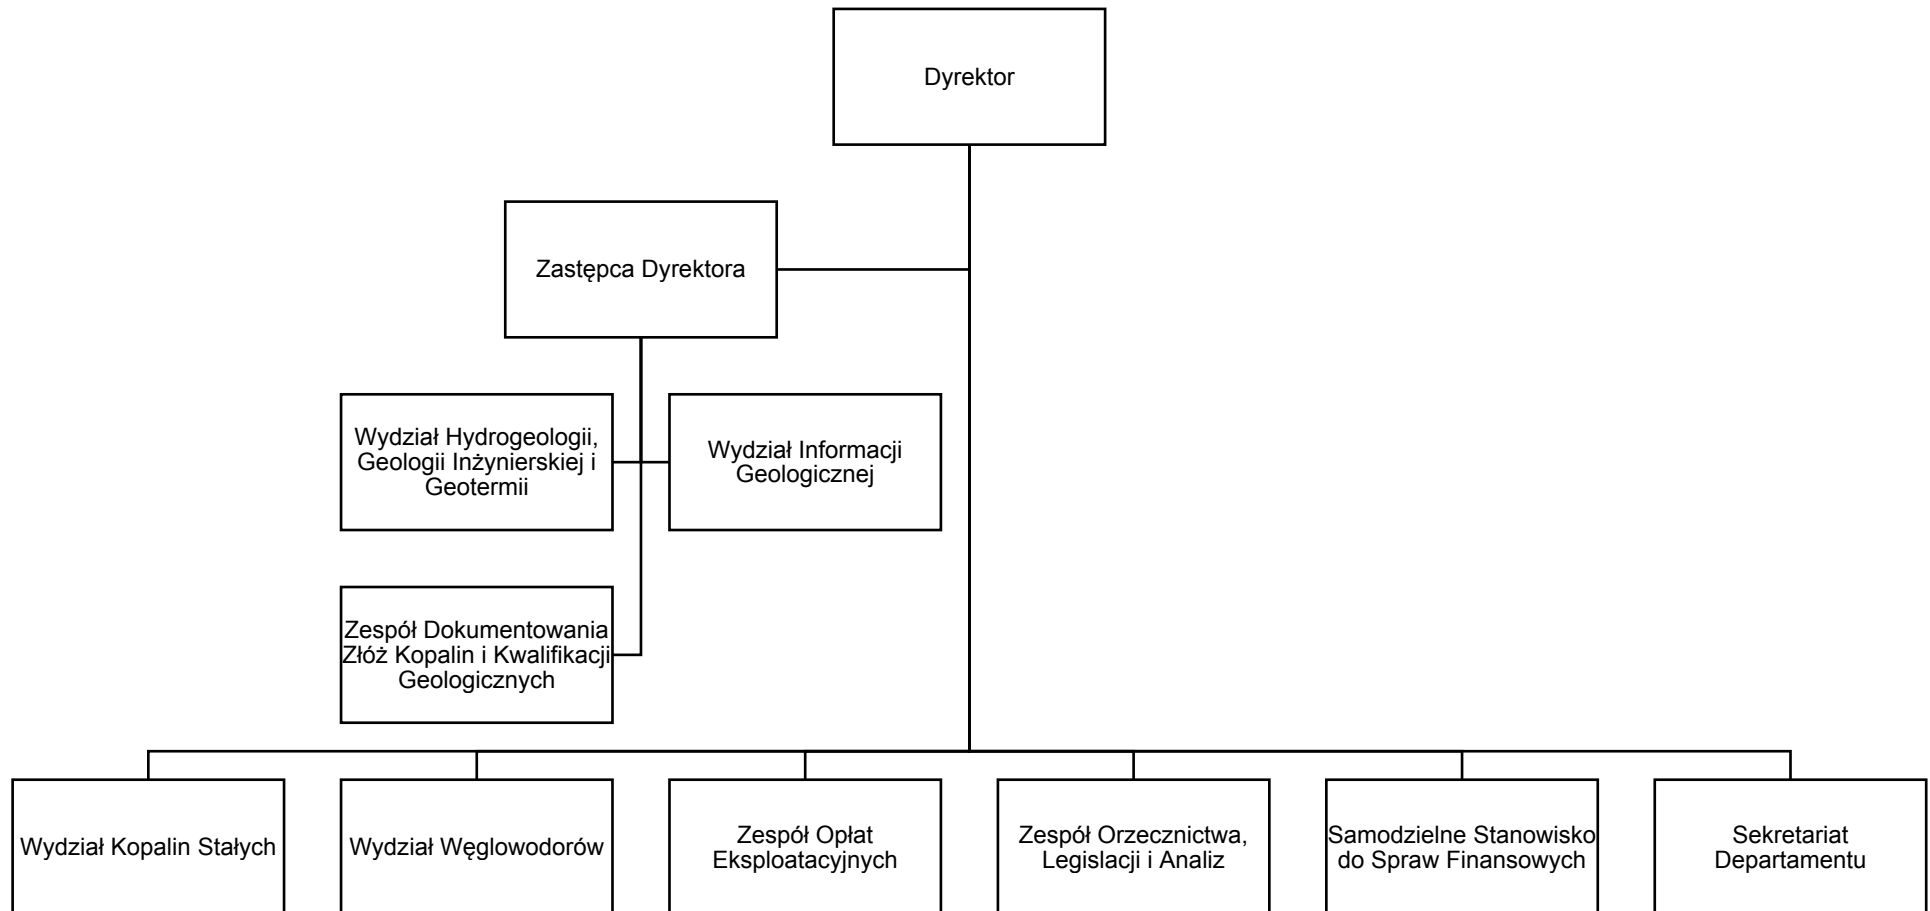 Dyrektor
Zastępca Dyrektora
Wydział Hydrogeologii,
Geologii Inżynierskiej i
Geotermii
Wydział Informacji
Geologicznej
Zespół Dokumentowania
Złóż Kopalin i Kwalifikacji
Geologicznych
Wydział Kopalin Stałych
Wydział Węglowodorów
Zespół Opłat
Eksploatacyjnych
Zespół Orzecznictwa,
Legislacji i Analiz
Samodzielne Stanowisko
do Spraw Finansowych
Sekretariat
Departamentu